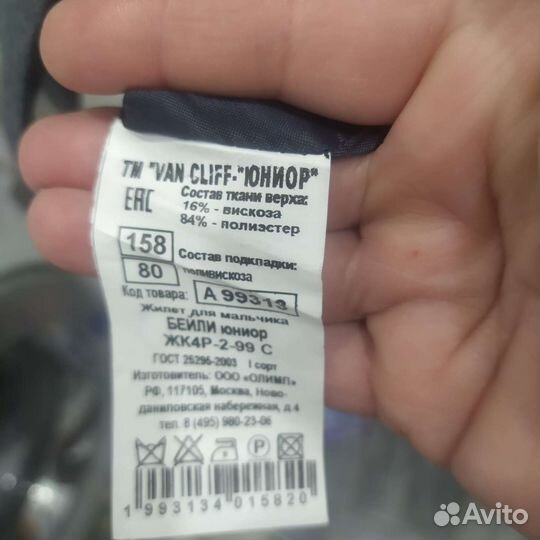 ТМ "VAN CLIFF-"ЮНИОР"
ЕАС
Состав ткани верха:
16% - вискоза
84% - полиэстер
158
80
Состав подкладки:
поливискоза
Код товара: А 99313
Жилет для мальчика
БЕЙЛИ юниор
ЖК4Р-2-99 С
ГОСТ 25296-2003 I сорт
Изготовитель: ООО «ОЛИМП»
РФ, 117105, Москва, Ново-
даниловская набережная, д.4
тел. 8 (495) 980-23-06
P
1 993134 015820
Avito